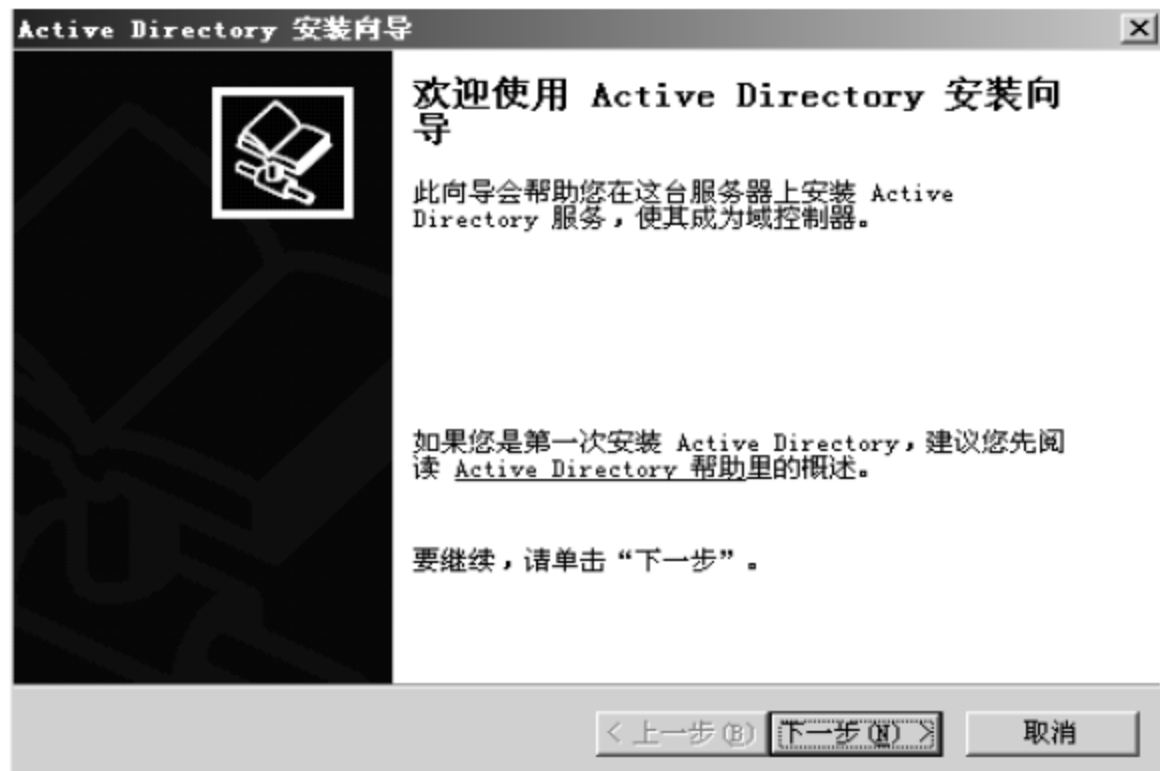 Active Directory 安装向导
欢迎使用 Active Directory 安装向
导
此向导会帮助您在这台服务器上安装 Active
Directory 服务，使其成为域控制器。
如果您是第一次安装 Active Directory，建议您先阅
读 Active Directory 帮助里的概述。
要继续，请单击“下一步”。
< 上一步(B) 下一步(N) > 取消